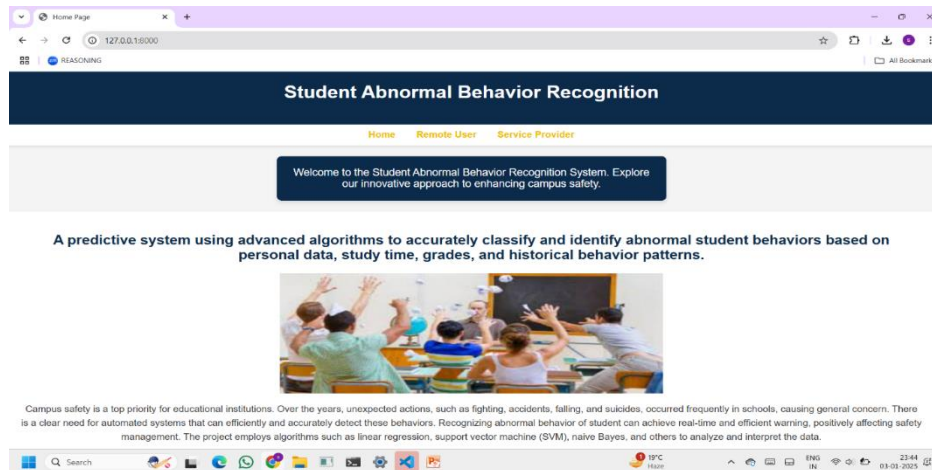 Home Page
127.0.0.1:8000
REASONING
All Bookmark
Student Abnormal Behavior Recognition
Home Remote User Service Provider
Welcome to the Student Abnormal Behavior Recognition System. Explore
our innovative approach to enhancing campus safety.
A predictive system using advanced algorithms to accurately classify and identify abnormal student behaviors based on
personal data, study time, grades, and historical behavior patterns.
Campus safety is a top priority for educational institutions. Over the years, unexpected actions, such as fighting, accidents, falling, and suicides, occurred frequently in schools, causing general concern. There
is a clear need for automated systems that can efficiently and accurately detect these behaviors. Recognizing abnormal behavior of student can achieve real-time and efficient warning, positively affecting safety
management. The project employs algorithms such as linear regression, support vector machine (SVM), naive Bayes, and others to analyze and interpret the data.
Search
19°C
Haze
ENG
IN
23:44
03-01-2025